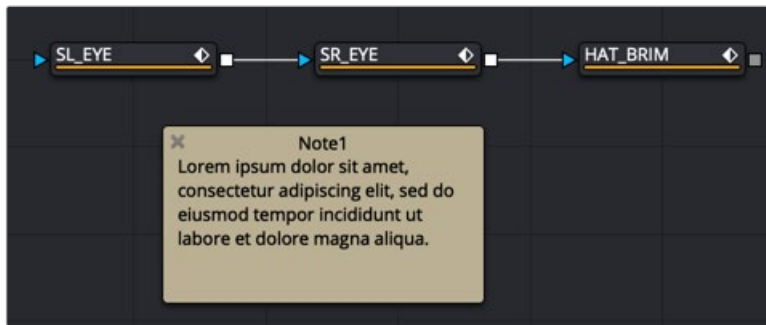 SL_EYE
SR_EYE
HAT_BRIM
Note1
Lorem ipsum dolor sit amet,
consectetur adipiscing elit, sed do
eiusmod tempor incididunt ut
labore et dolore magna aliqua.